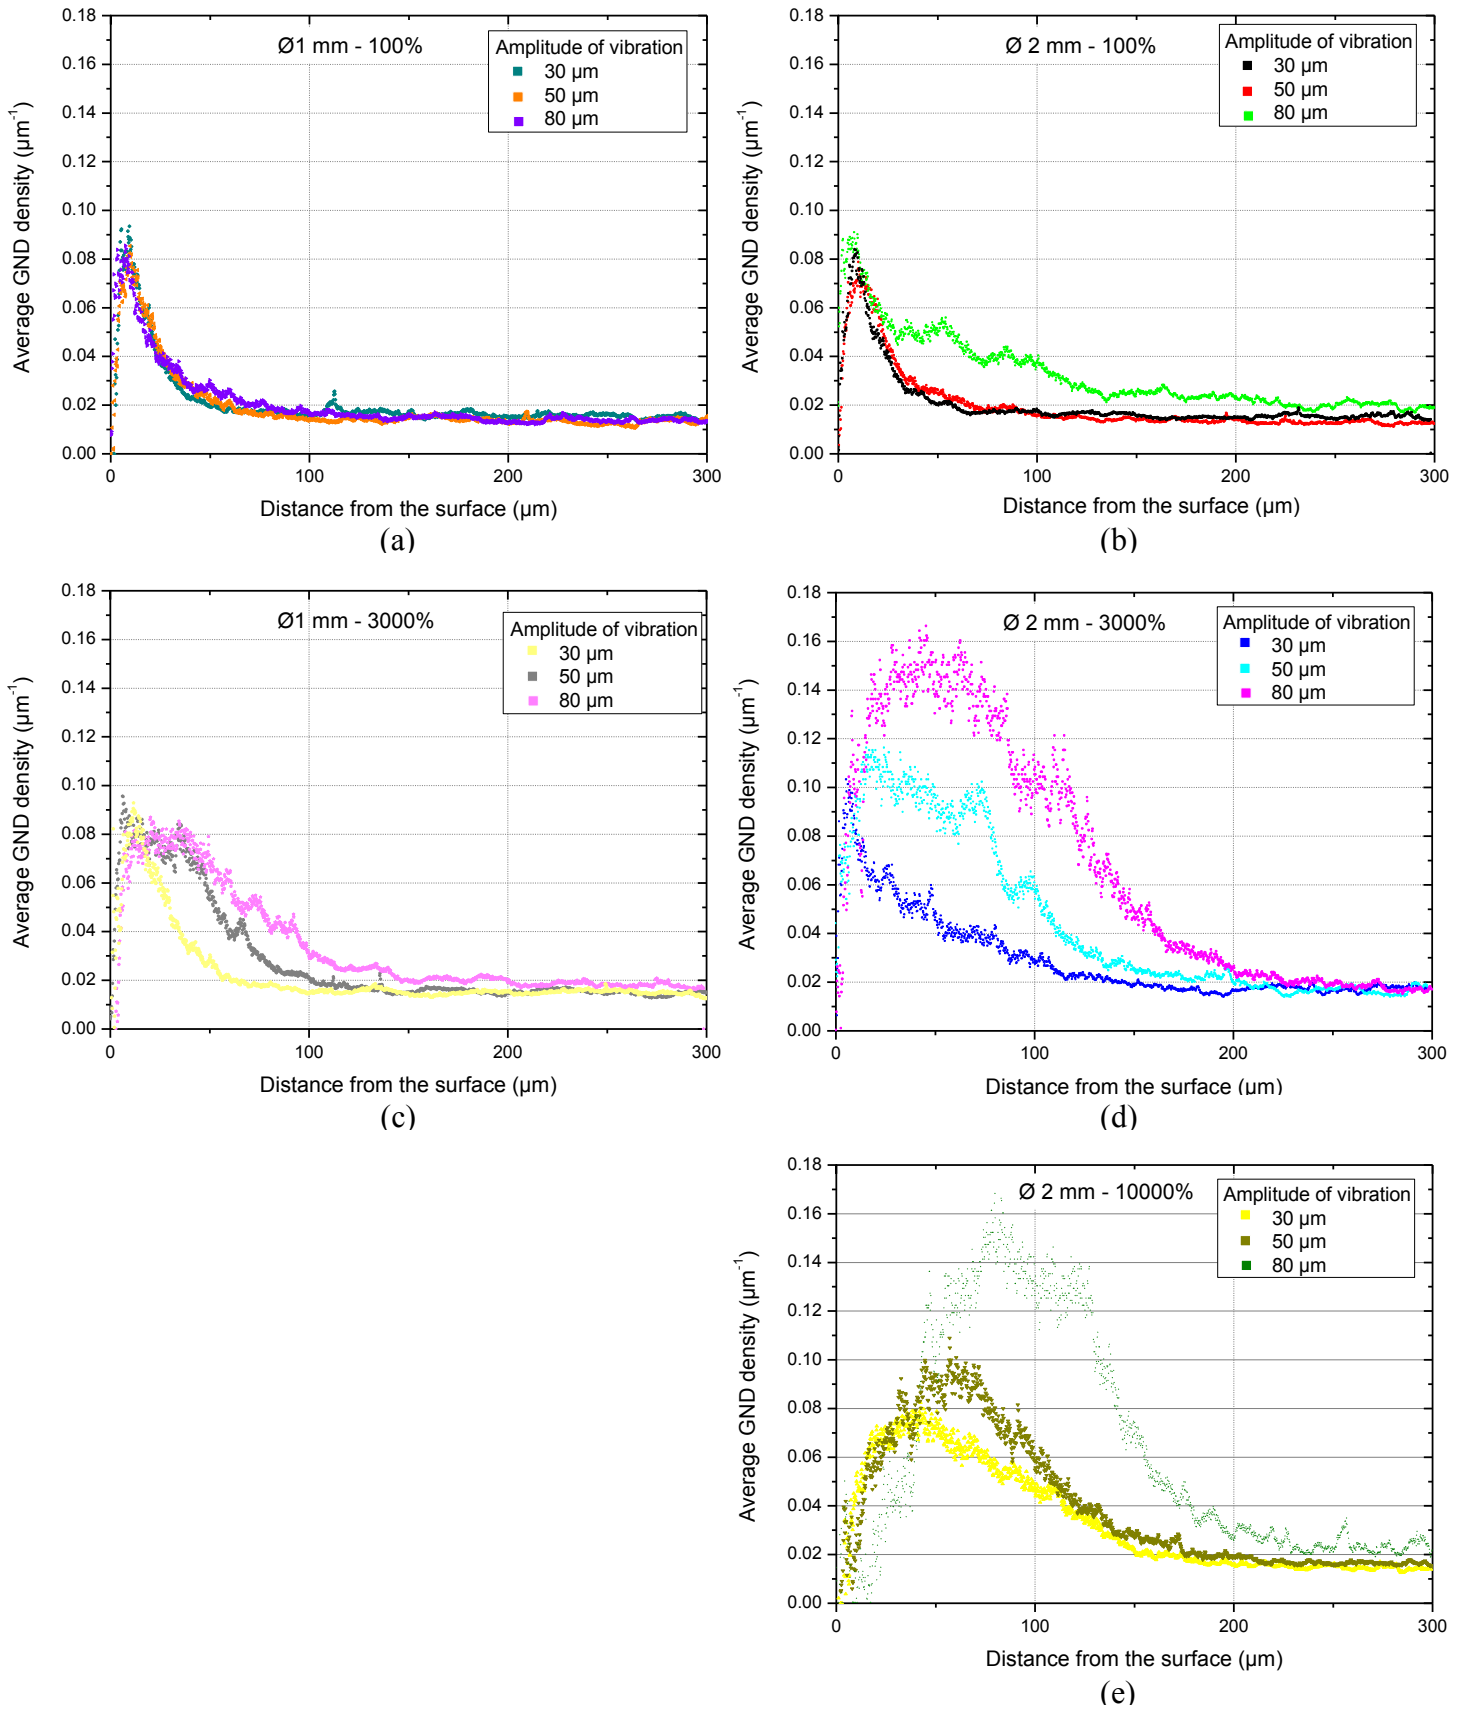 Ø1 mm - 100%
Amplitude of vibration
30 µm
50 µm
80 µm
Average GND density (µm⁻¹)
0.18
0.16
0.14
0.12
0.10
0.08
0.06
0.04
0.02
0.00
0
100
200
300
Distance from the surface (µm)
(a)
Ø 2 mm - 100%
Amplitude of vibration
30 µm
50 µm
80 µm
Average GND density (µm⁻¹)
0.18
0.16
0.14
0.12
0.10
0.08
0.06
0.04
0.02
0.00
0
100
200
300
Distance from the surface (µm)
(b)
Ø1 mm - 3000%
Amplitude of vibration
30 µm
50 µm
80 µm
Average GND density (µm⁻¹)
0.18
0.16
0.14
0.12
0.10
0.08
0.06
0.04
0.02
0.00
0
100
200
300
Distance from the surface (µm)
(c)
Ø 2 mm - 3000%
Amplitude of vibration
30 µm
50 µm
80 µm
Average GND density (µm⁻¹)
0.18
0.16
0.14
0.12
0.10
0.08
0.06
0.04
0.02
0.00
0
100
200
300
Distance from the surface (µm)
(d)
Ø 2 mm - 10000%
Amplitude of vibration
30 µm
50 µm
80 µm
Average GND density (µm⁻¹)
0.18
0.16
0.14
0.12
0.10
0.08
0.06
0.04
0.02
0.00
0
100
200
300
Distance from the surface (µm)
(e)